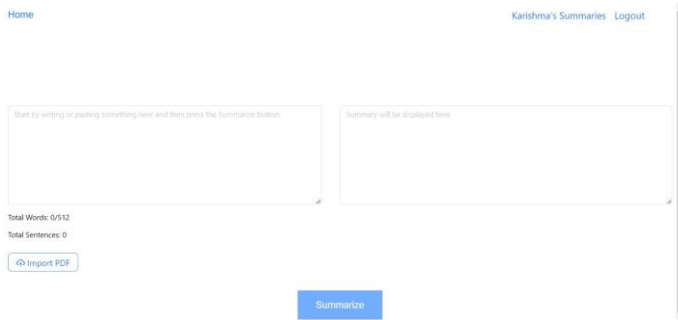 Home
Karishma's Summaries Logout
Start by writing or pasting something here and then press the Summarize button.
Summary will be displayed here
Total Words: 0/512
Total Sentences: 0
Import PDF
Summarize